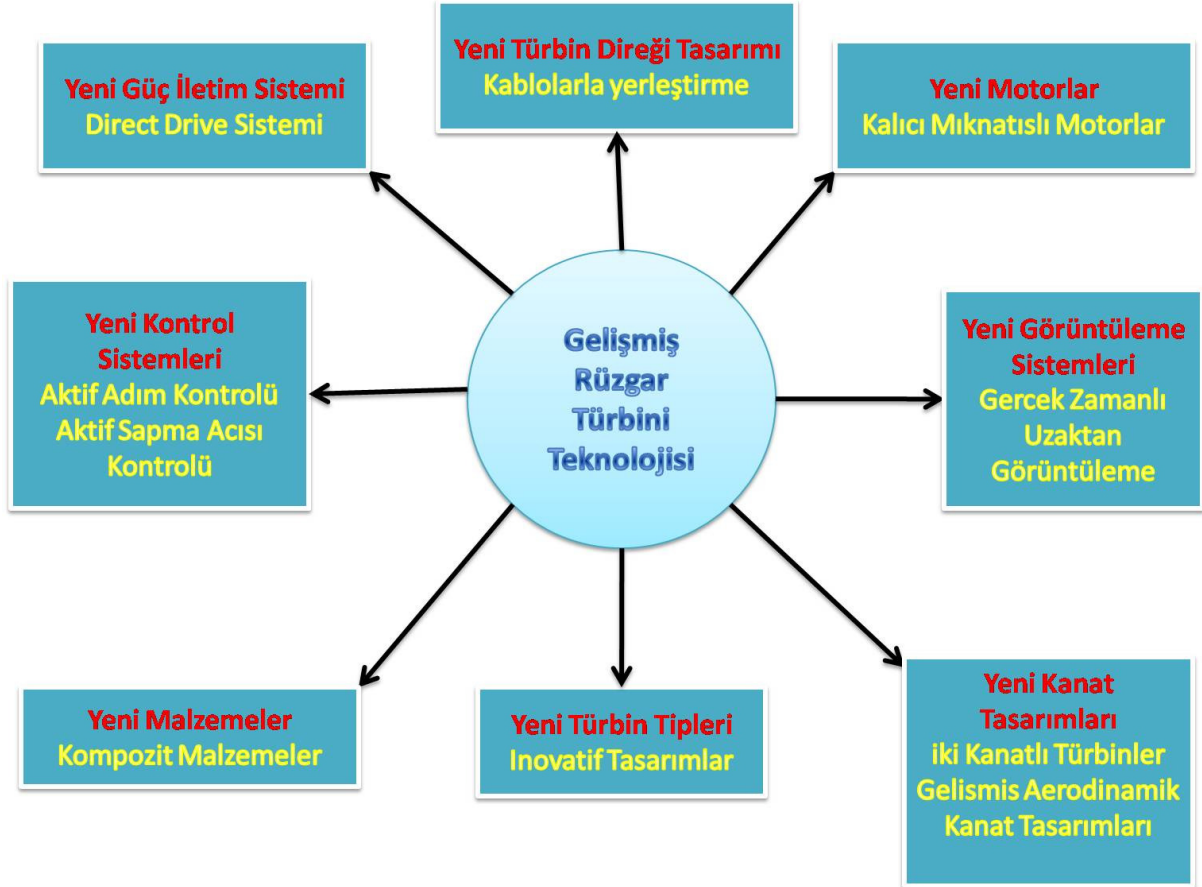 Yeni Güç İletim Sistemi
Direct Drive Sistemi
Yeni Türbin Direği Tasarımı
Kablolarla yerleştirme
Yeni Motorlar
Kalıcı Mıknatıslı Motorlar
Yeni Kontrol
Sistemleri
Aktif Adım Kontrolü
Aktif Sapma Acısı
Kontrolü
Gelişmiş
Rüzgar
Türbini
Teknolojisi
Yeni Görüntüleme
Sistemleri
Gercek Zamanlı
Uzaktan
Görüntüleme
Yeni Malzemeler
Kompozit Malzemeler
Yeni Türbin Tipleri
Inovatif Tasarımlar
Yeni Kanat
Tasarımları
iki Kanatlı Türbinler
Gelismis Aerodinamik
Kanat Tasarımları